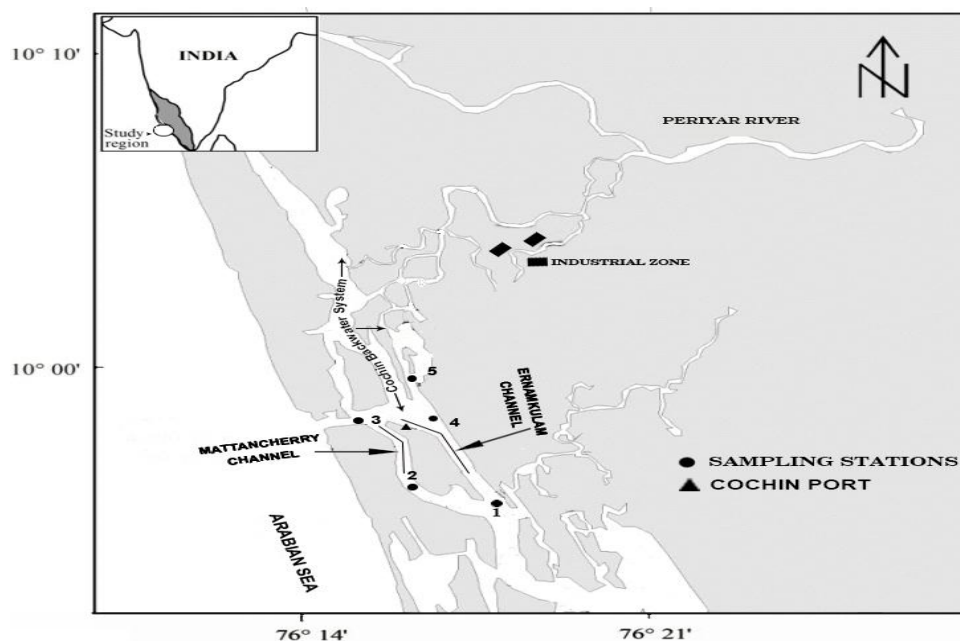 10° 10'
INDIA
Study
region
PERIYAR RIVER
INDUSTRIAL ZONE
Cochin Backwater System
10° 00'
5
ERNAMKULAM
CHANNEL
4
3
MATTANCHERRY
CHANNEL
2
1
SAMPLING STATIONS
COCHIN PORT
ARABIAN SEA
N
76° 14'
76° 21'